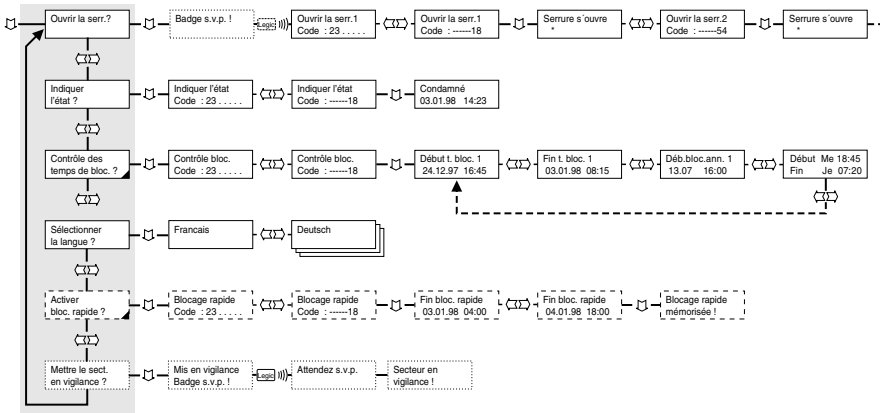 Ouvrir la serr.?
Badge s.v.p. !
Legic
Ouvrir la serr.1
Code : 23 . . . . .
Ouvrir la serr.1
Code : ------18
Serrure s´ouvre
*
Ouvrir la serr.2
Code : ------54
Serrure s´ouvre
*
Indiquer
l'état ?
Indiquer l'état
Code : 23 . . . . .
Indiquer l'état
Code : ------18
Condamné
03.01.98 14:23
Contrôle des
temps de bloc. ?
Contrôle bloc.
Code : 23 . . . . .
Contrôle bloc.
Code : ------18
Début t. bloc. 1
24.12.97 16:45
Fin t. bloc. 1
03.01.98 08:15
Déb.bloc.ann. 1
13.07 16:00
Début Me 18:45
Fin Je 07:20
Sélectionner
la langue ?
Francais
Deutsch
Activer
bloc. rapide ?
Blocage rapide
Code : 23 . . . . .
Blocage rapide
Code : ------18
Fin bloc. rapide
03.01.98 04:00
Fin bloc. rapide
04.01.98 18:00
Blocage rapide
mémorisée !
Mettre le sect.
en vigilance ?
Mis en vigilance
Badge s.v.p. !
Legic
Attendez s.v.p.
Secteur en
vigilance !